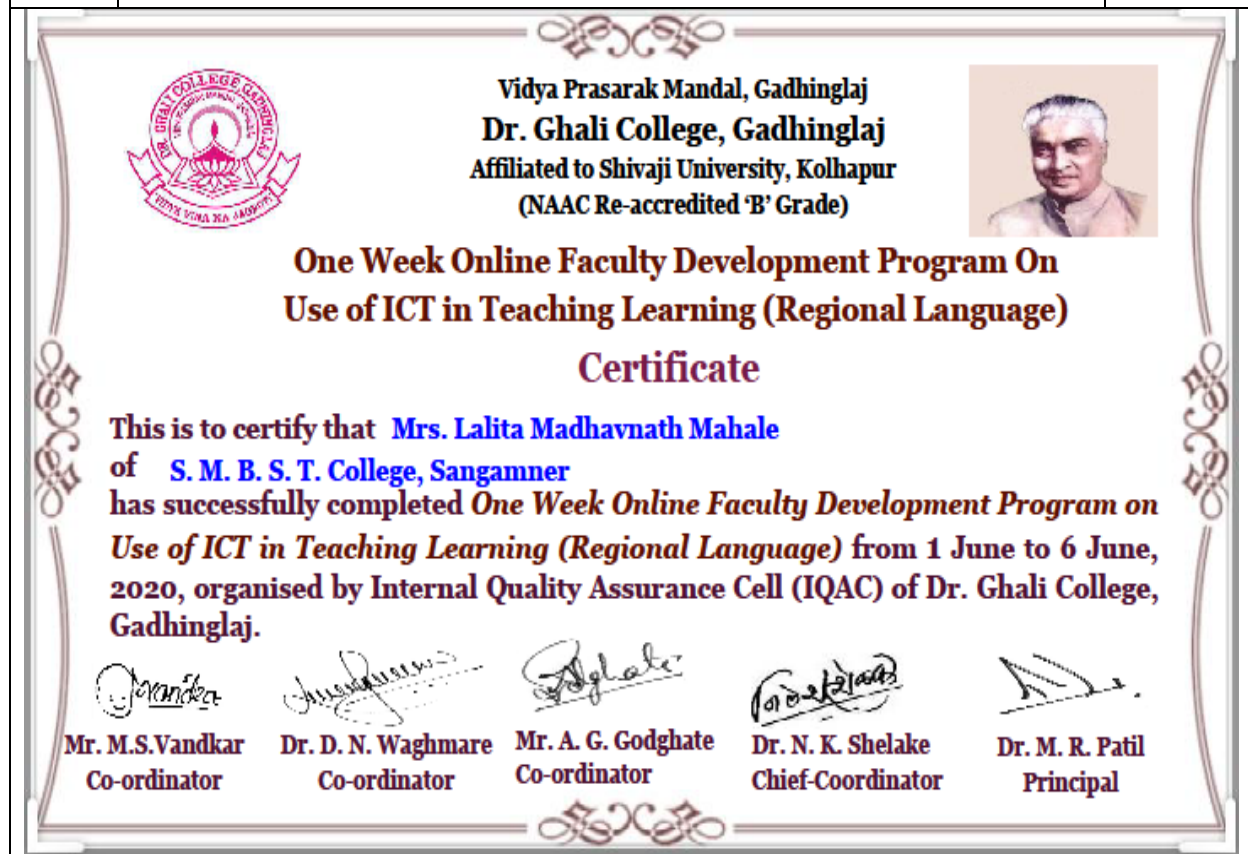 DR. GHALI COLLEGE, GADHINGLAJ
Vidya Prasarak Mandal, Gadhinglaj
Dr. Ghali College, Gadhinglaj
Affiliated to Shivaji University, Kolhapur
(NAAC Re-accredited ‘B’ Grade)
One Week Online Faculty Development Program On
Use of ICT in Teaching Learning (Regional Language)
Certificate
This is to certify that Mrs. Lalita Madhavnath Mahale
of S. M. B. S. T. College, Sangamner
has successfully completed One Week Online Faculty Development Program on
Use of ICT in Teaching Learning (Regional Language) from 1 June to 6 June,
2020, organised by Internal Quality Assurance Cell (IQAC) of Dr. Ghali College,
Gadhinglaj.
Mr. M.S.Vandkar Dr. D. N. Waghmare Mr. A. G. Godghate Dr. N. K. Shelake Dr. M. R. Patil
Co-ordinator Co-ordinator Co-ordinator Chief-Coordinator Principal